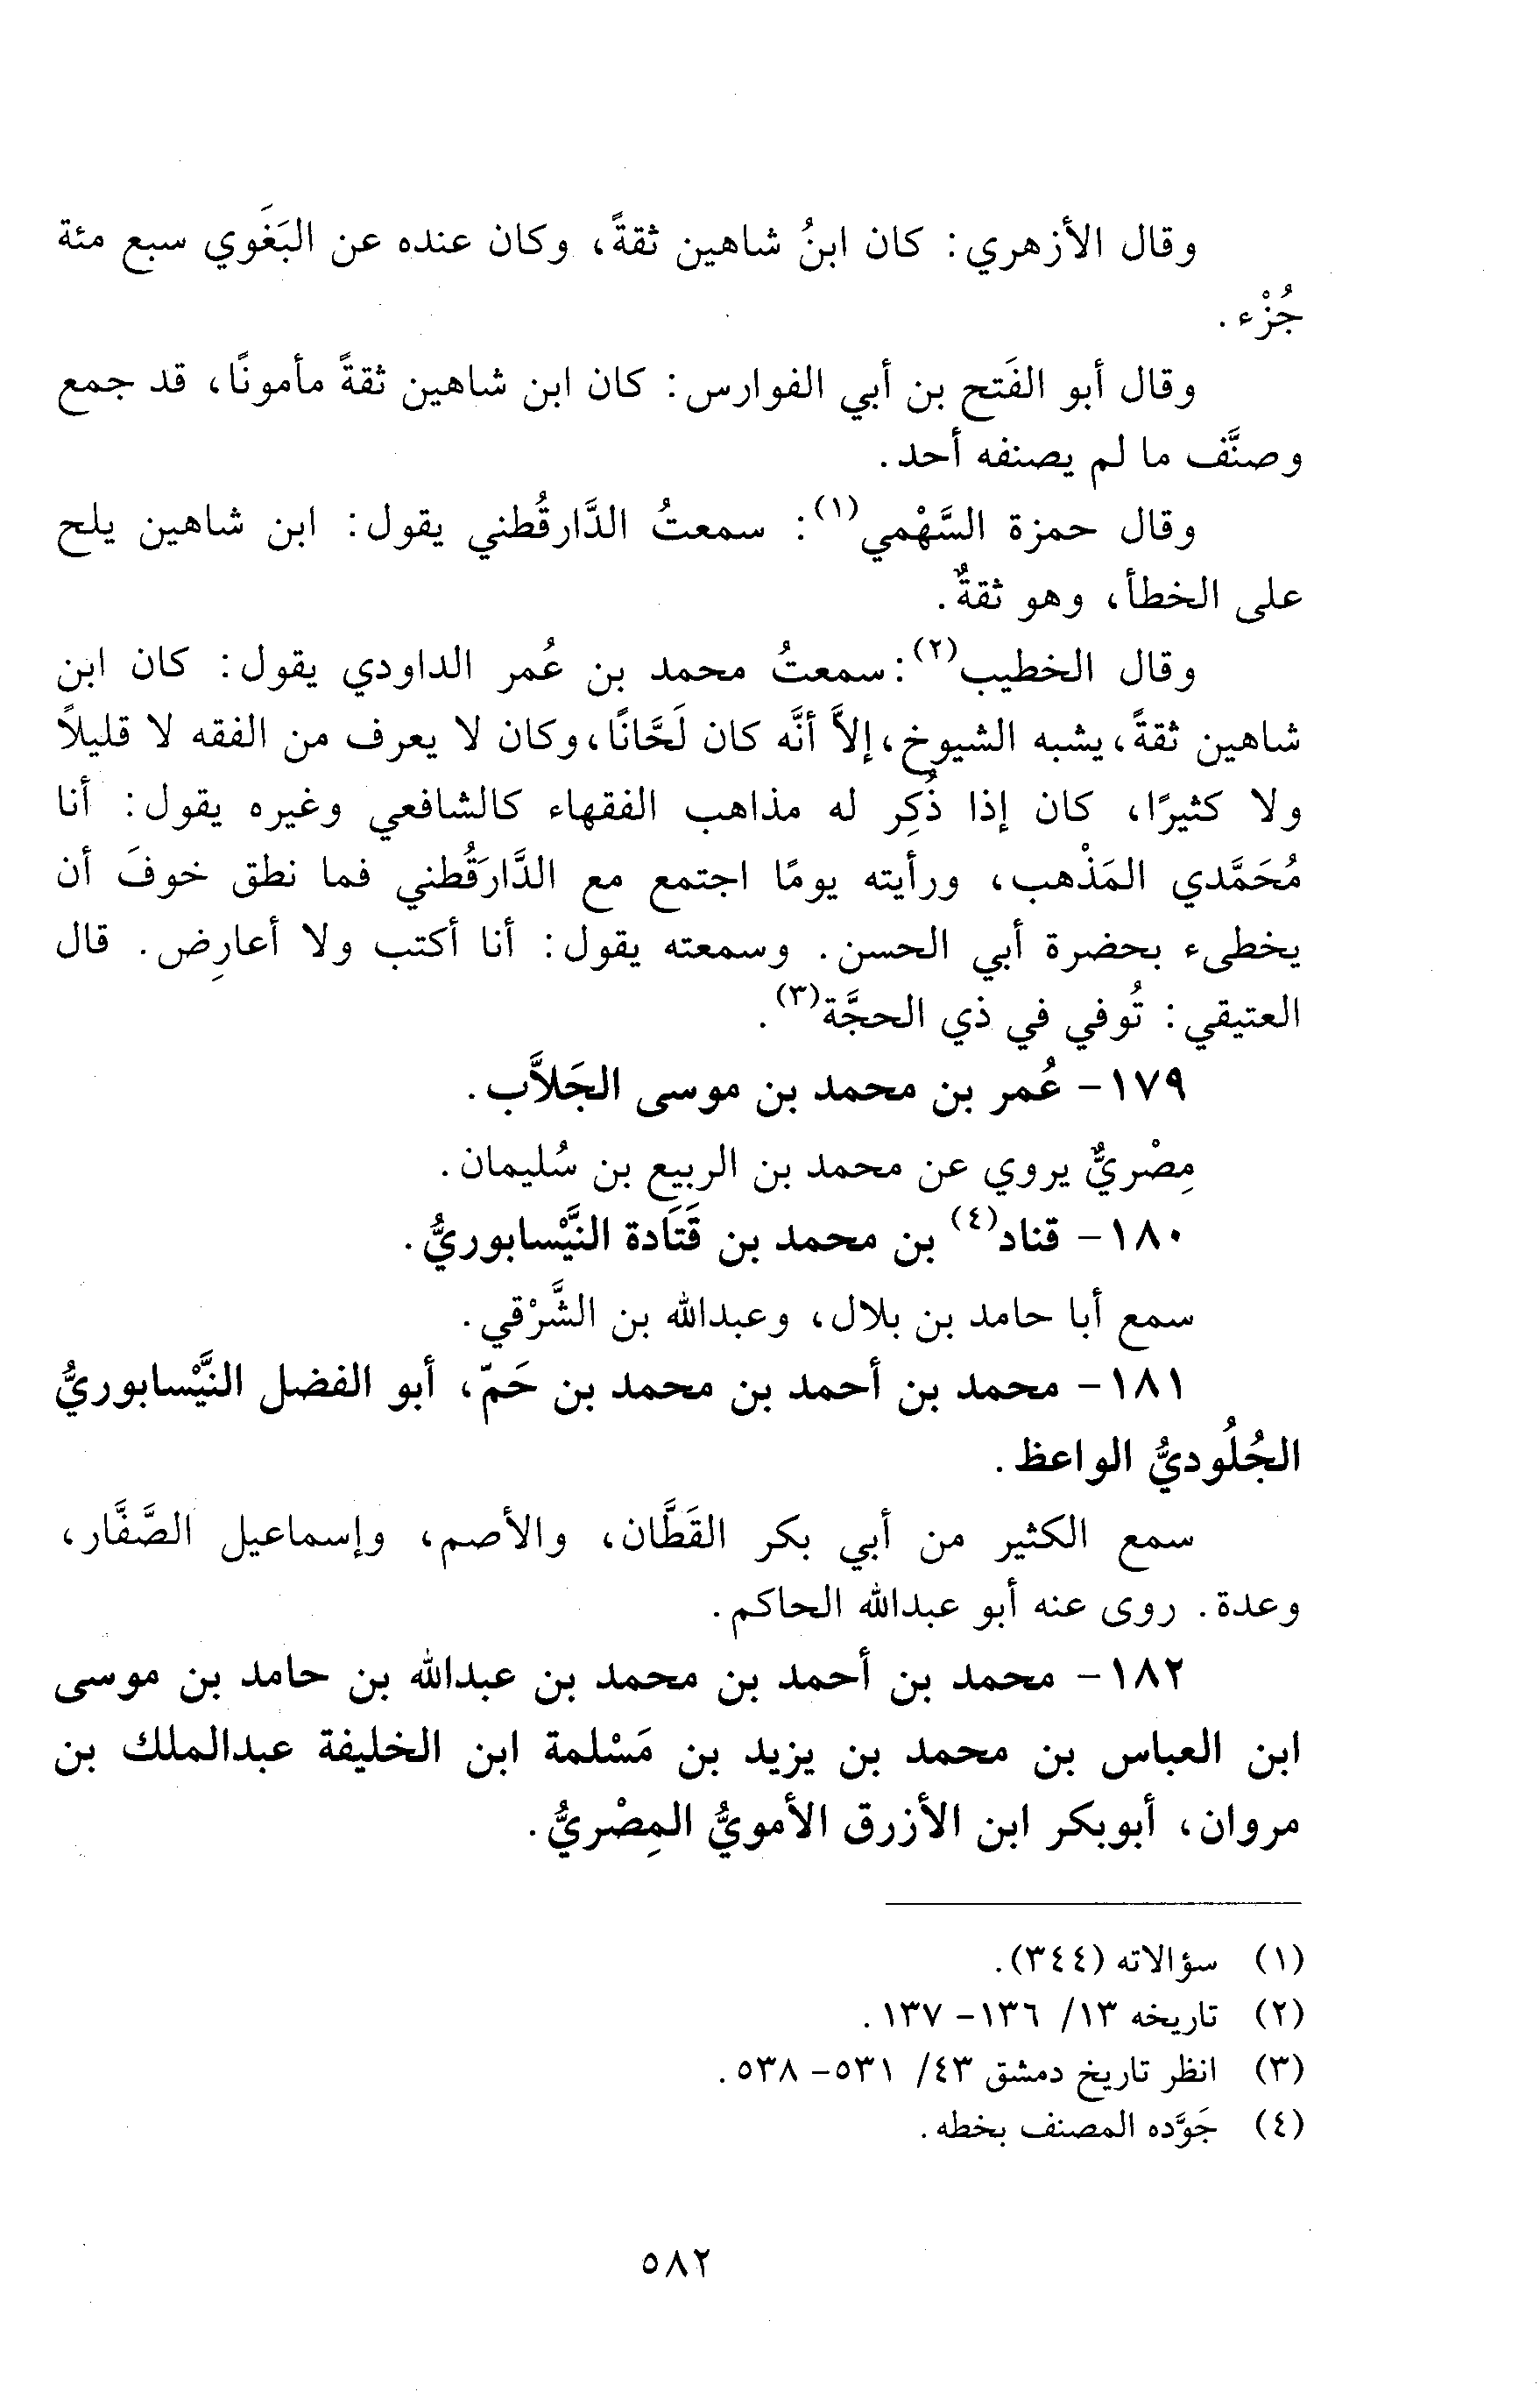 وقال الأزهري: كان ابنُ شاهين ثقةً، وكان عنده عن البَغَوي سبع مئة
جُزْء.
وقال أبو الفَتح بن أبي الفوارس: كان ابن شاهين ثقةً مأمونًا، قد جمع
وصنَّف ما لم يصنفه أحد.
وقال حمزة السَّهْمي(١): سمعتُ الدَّارقُطني يقول: ابن شاهين يلح
على الخطأ، وهو ثقةٌ.
وقال الخطيب(٢): سمعتُ محمد بن عُمر الداودي يقول: كان ابن
شاهين ثقةً، يشبه الشيوخ، إلاَّ أنَّه كان لَحَّانًا، وكان لا يعرف من الفقه لا قليلاً
ولا كثيرًا، كان إذا ذُكِر له مذاهب الفقهاء كالشافعي وغيره يقول: أنا
مُحَمَّدي المَذْهب، ورأيته يومًا اجتمع مع الدَّارَقُطني فما نطق خوفَ أن
يخطىء بحضرة أبي الحسن. وسمعته يقول: أنا أكتب ولا أعارِض. قال
العتيقي: تُوفي في ذي الحجَّة(٣).
١٧٩- عُمر بن محمد بن موسى الجَلاَّب.
مِصْريٌّ يروي عن محمد بن الربيع بن سُليمان.
١٨٠- قناد(٤) بن محمد بن قَتَادة النَّيْسابوريُّ.
سمع أبا حامد بن بلال، وعبدالله بن الشَّرْقي.
١٨١- محمد بن أحمد بن محمد بن حَمّ، أبو الفضل النَّيْسابوريُّ
الجُلُوديُّ الواعظ.
سمع الكثير من أبي بكر القَطَّان، والأصم، وإسماعيل الصَّفَّار،
وعدة. روى عنه أبو عبدالله الحاكم.
١٨٢- محمد بن أحمد بن محمد بن عبدالله بن حامد بن موسى
ابن العباس بن محمد بن يزيد بن مَسْلمة ابن الخليفة عبدالملك بن
مروان، أبوبكر ابن الأزرق الأمويُّ المِصْريُّ.
(١) سؤالاته (٣٤٤).
(٢) تاريخه ١٣/ ١٣٦- ١٣٧.
(٣) انظر تاريخ دمشق ٤٣/ ٥٣١- ٥٣٨.
(٤) جَوَّده المصنف بخطه.
٥٨٢